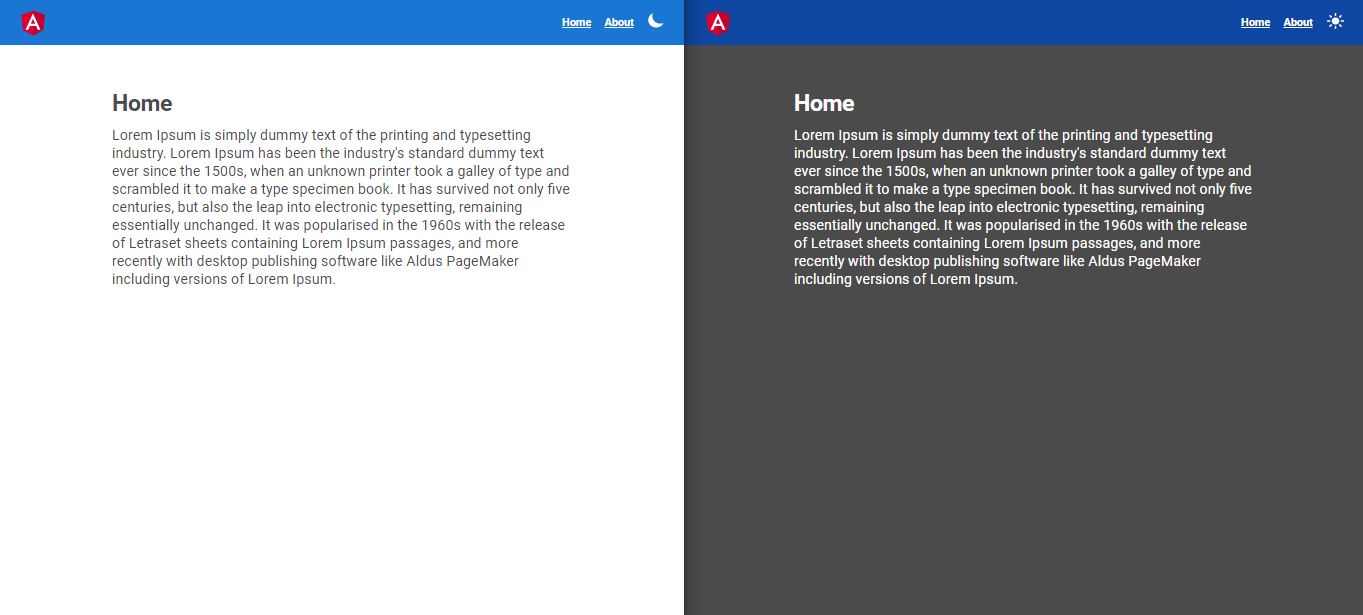 A
Home About
Home
Lorem Ipsum is simply dummy text of the printing and typesetting
industry. Lorem Ipsum has been the industry's standard dummy text
ever since the 1500s, when an unknown printer took a galley of type and
scrambled it to make a type specimen book. It has survived not only five
centuries, but also the leap into electronic typesetting, remaining
essentially unchanged. It was popularised in the 1960s with the release
of Letraset sheets containing Lorem Ipsum passages, and more
recently with desktop publishing software like Aldus PageMaker
including versions of Lorem Ipsum.
A
Home About
Home
Lorem Ipsum is simply dummy text of the printing and typesetting
industry. Lorem Ipsum has been the industry's standard dummy text
ever since the 1500s, when an unknown printer took a galley of type and
scrambled it to make a type specimen book. It has survived not only five
centuries, but also the leap into electronic typesetting, remaining
essentially unchanged. It was popularised in the 1960s with the release
of Letraset sheets containing Lorem Ipsum passages, and more
recently with desktop publishing software like Aldus PageMaker
including versions of Lorem Ipsum.